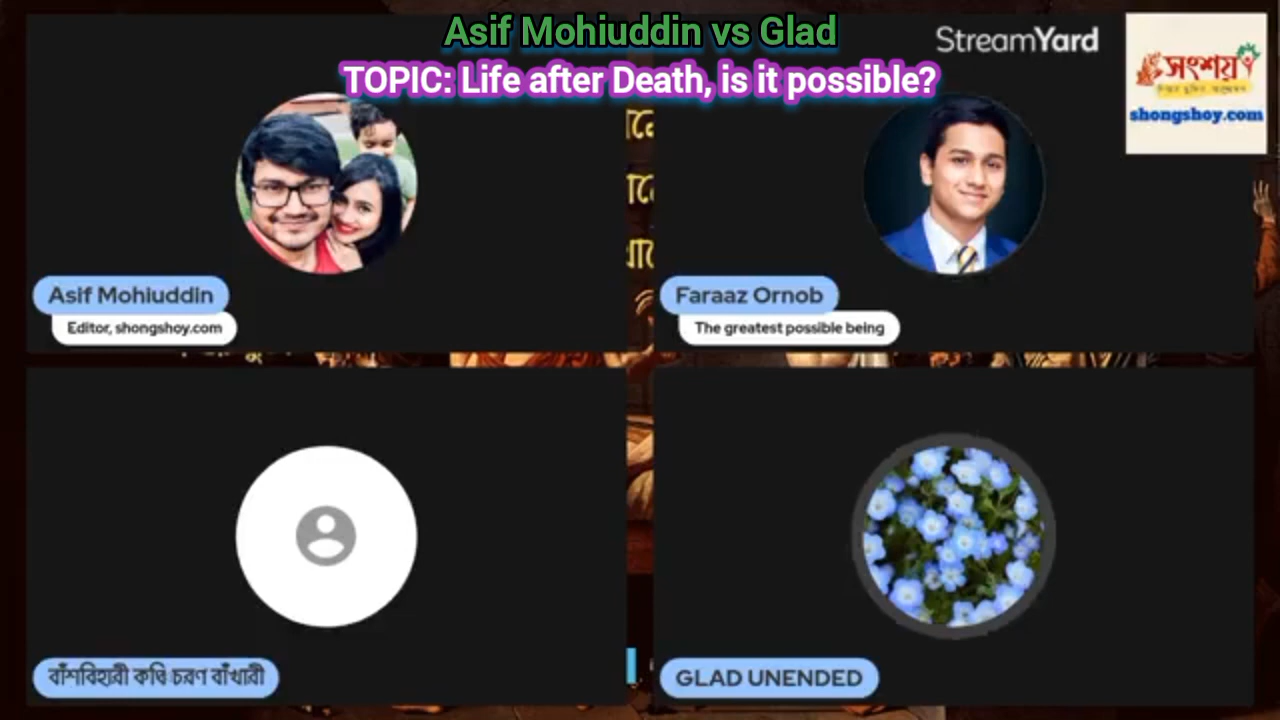 Asif Mohiuddin vs Glad
TOPIC: Life after Death, is it possible?
StreamYard
সংশয়
shongshoy.com
Asif Mohiuddin
Editor, shongshoy.com
Faraaz Ornob
The greatest possible being
বাঁশবিহারী কঞ্চি চরণ বাঁখারী
GLAD UNENDED